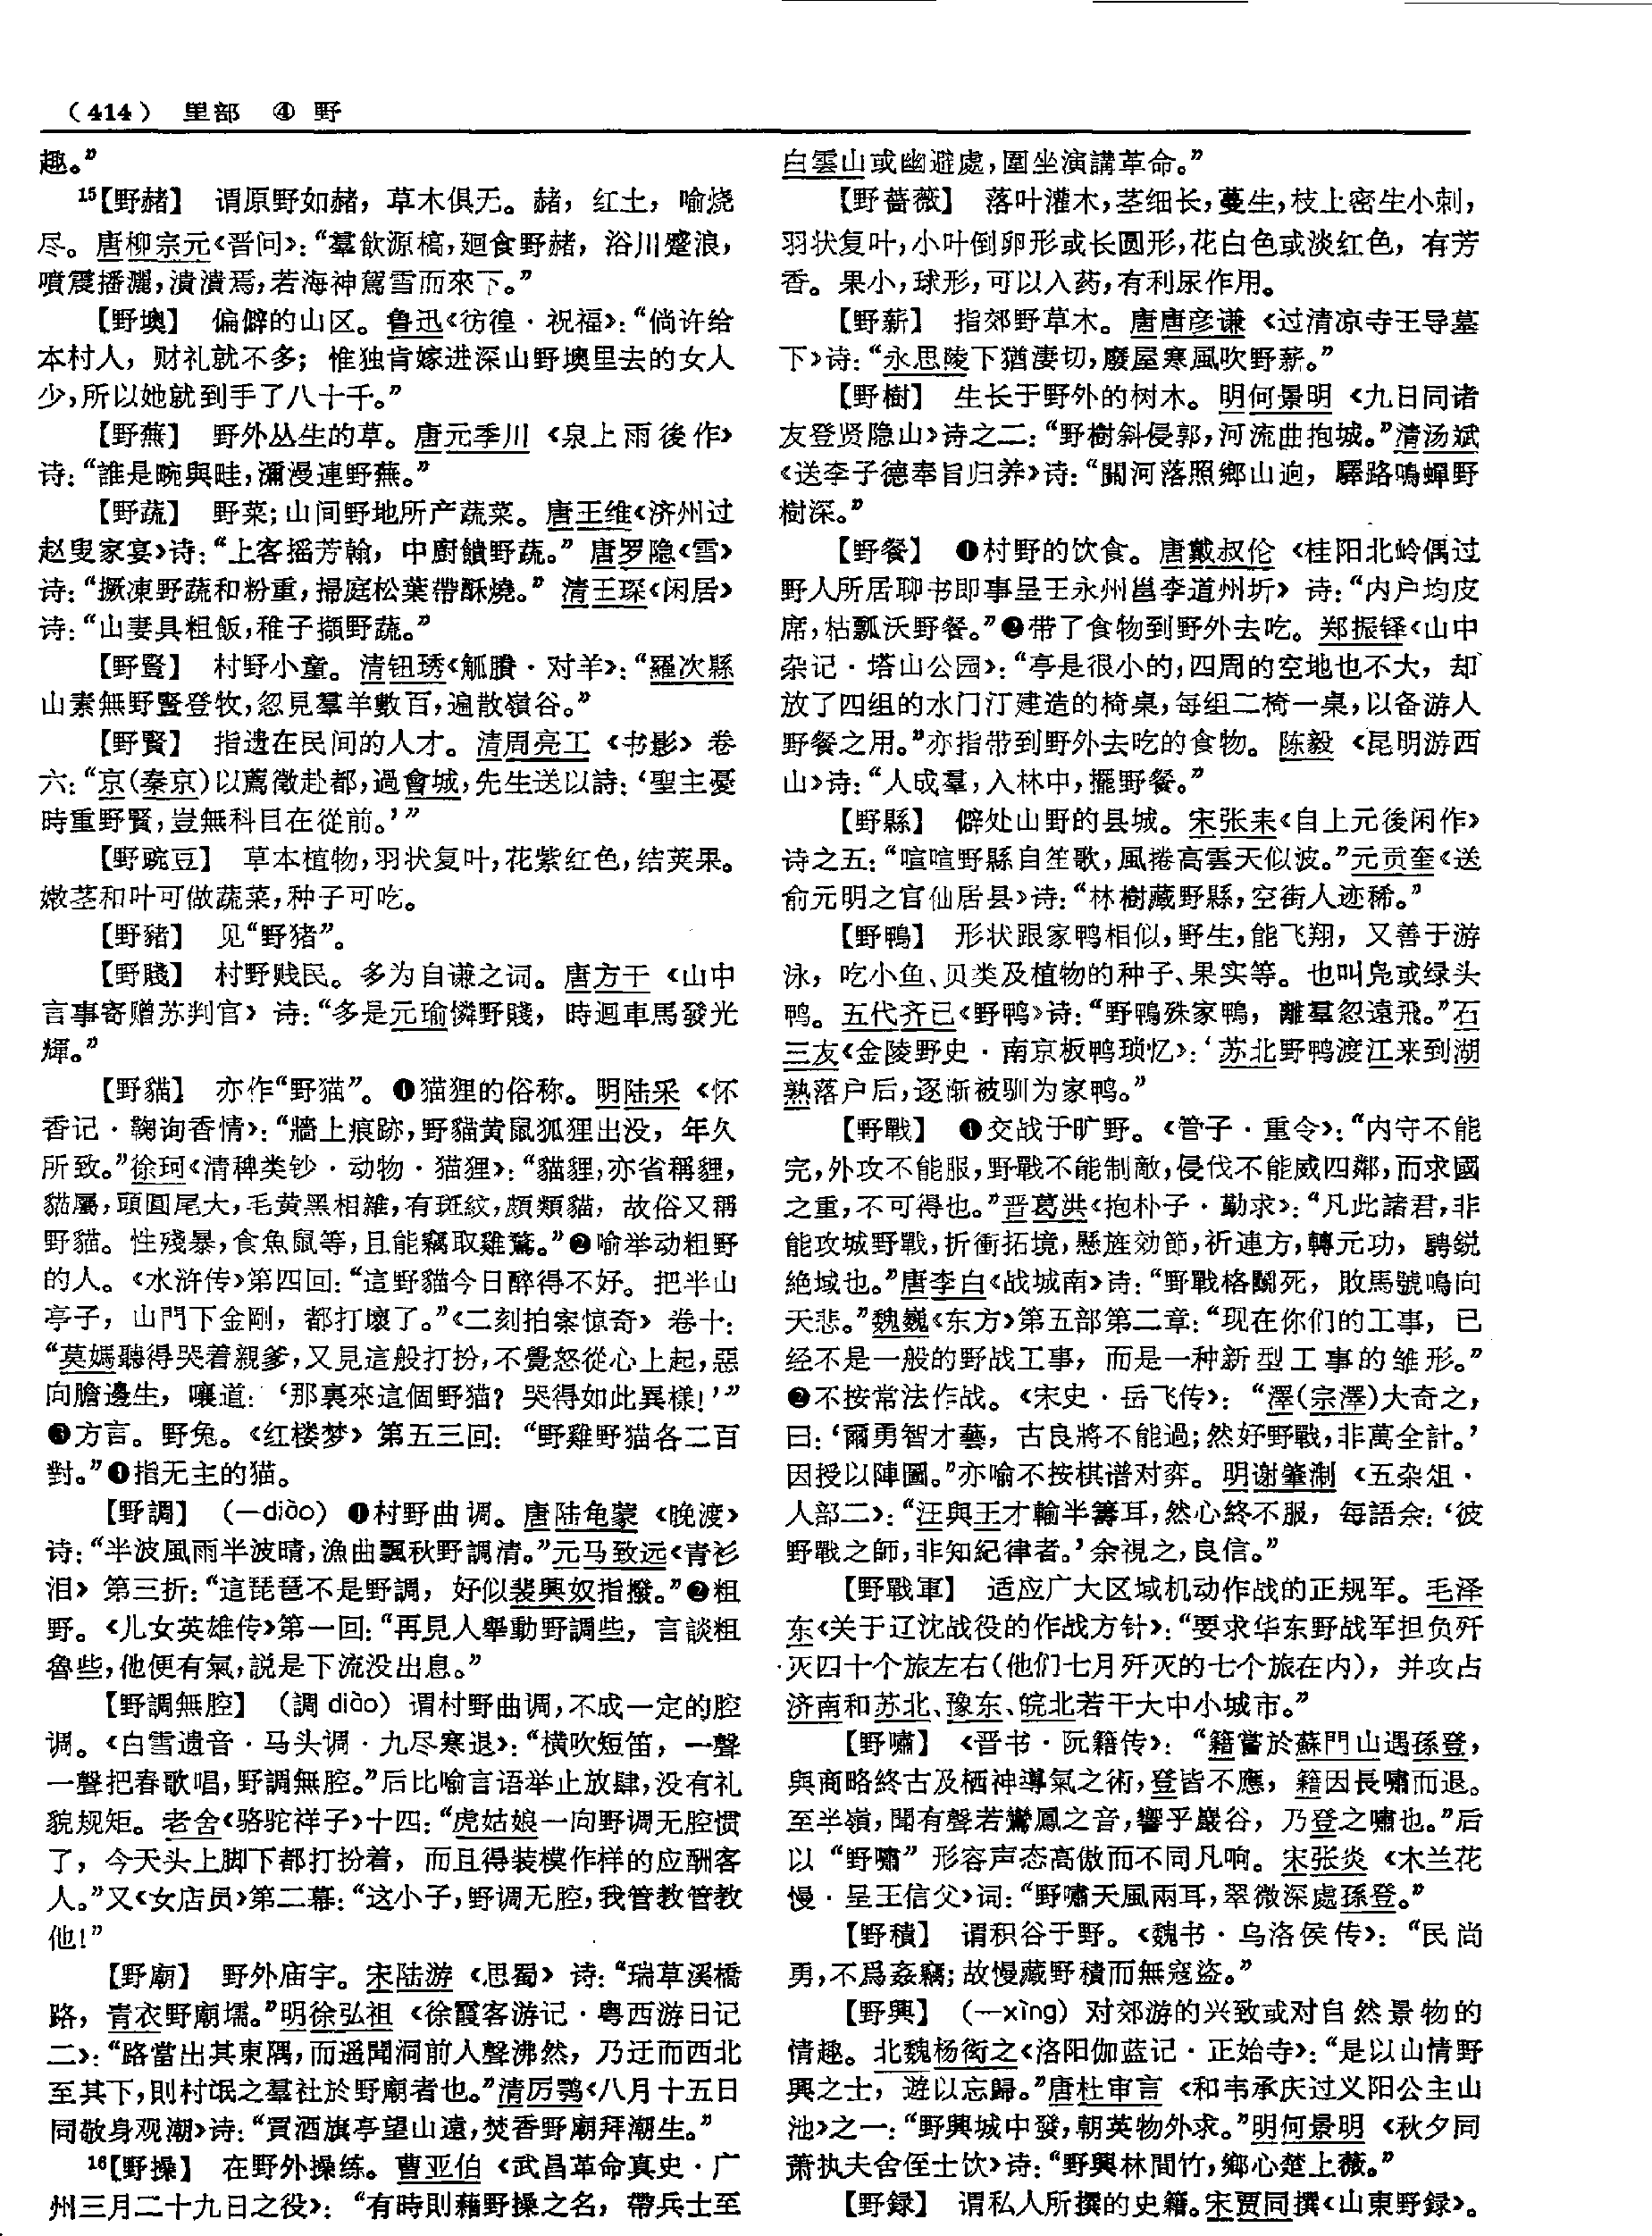 （414） 里部 ④ 野
趣。”
15【野赭】 谓原野如赭，草木俱无。赭，红土，喻烧
尽。唐柳宗元《晋问》：“羣飲源槁，廻食野赭，浴川蹙浪，
噴震播灑，潰潰焉，若海神駕雪而來下。”
【野墺】 偏僻的山区。鲁迅《彷徨·祝福》：“倘许给
本村人，财礼就不多；惟独肯嫁进深山野墺里去的女人
少，所以她就到手了八十千。”
【野蕪】 野外丛生的草。唐元季川《泉上雨後作》
诗：“誰是畹與畦，瀰漫連野蕪。”
【野蔬】 野菜；山间野地所产蔬菜。唐王维《济州过
赵叟家宴》诗：“上客摇芳翰，中廚饋野蔬。”唐罗隐《雪》
诗：“撅凍野蔬和粉重，掃庭松葉帶酥燒。”清王琛《闲居》
诗：“山妻具粗飯，稚子擷野蔬。”
【野豎】 村野小童。清钮琇《觚賸·对羊》：“羅次縣
山素無野豎登牧，忽見羣羊數百，遍散嶺谷。”
【野賢】 指遗在民间的人才。清周亮工《书影》卷
六：“京（秦京）以薦徵赴都，過會城，先生送以詩：‘聖主憂
時重野賢，豈無科目在從前。’”
【野豌豆】 草本植物，羽状复叶，花紫红色，结荚果。
嫩茎和叶可做蔬菜，种子可吃。
【野豬】 见“野猪”。
【野賤】 村野贱民。多为自谦之词。唐方干《山中
言事寄赠苏判官》诗：“多是元瑜憐野賤，時迴車馬發光
輝。”
【野貓】 亦作“野猫”。❶猫狸的俗称。明陆采《怀
香记·鞠询香情》：“牆上痕跡，野貓黄鼠狐狸出没，年久
所致。”徐珂《清稗类钞·动物·猫狸》：“貓貍，亦省稱貍，
貓屬，頭圓尾大，毛黄黑相雜，有斑紋，頗類貓，故俗又稱
野貓。性殘暴，食魚鼠等，且能竊取雞鶩。”❷喻举动粗野
的人。《水浒传》第四回：“這野貓今日醉得不好。把半山
亭子，山門下金剛，都打壞了。”《二刻拍案惊奇》卷十：
“莫媽聽得哭着親爹，又見這般打扮，不覺怒從心上起，惡
向膽邊生，嚷道：‘那裏來這個野猫？哭得如此異樣！’”
❸方言。野兔。《红楼梦》第五三回：“野雞野猫各二百
對。”❹指无主的猫。
【野調】 （—diào）❶村野曲调。唐陆龟蒙《晚渡》
诗：“半波風雨半波晴，漁曲飄秋野調清。”元马致远《青衫
泪》第三折：“這琵琶不是野調，好似裴興奴指撥。”❷粗
野。《儿女英雄传》第一回：“再見人舉動野調些，言談粗
魯些，他便有氣，説是下流没出息。”
【野調無腔】 （調 diào）谓村野曲调，不成一定的腔
调。《白雪遗音·马头调·九尽寒退》：“横吹短笛，一聲
一聲把春歌唱，野調無腔。”后比喻言语举止放肆，没有礼
貌规矩。老舍《骆驼祥子》十四：“虎姑娘一向野调无腔惯
了，今天头上脚下都打扮着，而且得装模作样的应酬客
人。”又《女店员》第二幕：“这小子，野调无腔，我管教管教
他！”
【野廟】 野外庙宇。宋陆游《思蜀》诗：“瑞草溪橋
路，青衣野廟壖。”明徐弘祖《徐霞客游记·粤西游日记
二》：“路當出其東隅，而遥聞洞前人聲沸然，乃迂而西北
至其下，則村氓之羣社於野廟者也。”清厉鹗《八月十五日
同敬身观潮》诗：“買酒旗亭望山遠，焚香野廟拜潮生。”
16【野操】 在野外操练。曹亚伯《武昌革命真史·广
州三月二十九日之役》：“有時則藉野操之名，帶兵士至
白雲山或幽避處，圍坐演講革命。”
【野蔷薇】 落叶灌木，茎细长，蔓生，枝上密生小刺，
羽状复叶，小叶倒卵形或长圆形，花白色或淡红色，有芳
香。果小，球形，可以入药，有利尿作用。
【野薪】 指郊野草木。唐唐彦谦《过清凉寺王导墓
下》诗：“永思陵下猶淒切，廢屋寒風吹野薪。”
【野樹】 生长于野外的树木。明何景明《九日同诸
友登贤隐山》诗之二：“野樹斜侵郭，河流曲抱城。”清汤斌
《送李子德奉旨归养》诗：“關河落照鄉山迥，驛路鳴蟬野
樹深。”
【野餐】 ❶村野的饮食。唐戴叔伦《桂阳北岭偶过
野人所居聊书即事呈王永州邕李道州圻》诗：“内户均皮
席，枯瓢沃野餐。”❷带了食物到野外去吃。郑振铎《山中
杂记·塔山公园》：“亭是很小的，四周的空地也不大，却
放了四组的水门汀建造的椅桌，每组二椅一桌，以备游人
野餐之用。”亦指带到野外去吃的食物。陈毅《昆明游西
山》诗：“人成羣，入林中，擺野餐。”
【野縣】 僻处山野的县城。宋张耒《自上元後闲作》
诗之五：“喧喧野縣自笙歌，風捲高雲天似波。”元贡奎《送
俞元明之官仙居县》诗：“林樹藏野縣，空街人迹稀。”
【野鴨】 形状跟家鸭相似，野生，能飞翔，又善于游
泳，吃小鱼、贝类及植物的种子、果实等。也叫凫或绿头
鸭。五代齐己《野鸭》诗：“野鴨殊家鴨，離羣忽遠飛。”石
三友《金陵野史·南京板鸭琐忆》：‘苏北野鸭渡江来到湖
熟落户后，逐渐被驯为家鸭。”
【野戰】 ❶交战于旷野。《管子·重令》：“内守不能
完，外攻不能服，野戰不能制敵，侵伐不能威四鄰，而求國
之重，不可得也。”晋葛洪《抱朴子·勤求》：“凡此諸君，非
能攻城野戰，折衝拓境，懸旌効節，祈連方，轉元功，騁鋭
絶域也。”唐李白《战城南》诗：“野戰格鬬死，敗馬號鳴向
天悲。”魏巍《东方》第五部第二章：“现在你们的工事，已
经不是一般的野战工事，而是一种新型工事的雏形。”
❷不按常法作战。《宋史·岳飞传》：“澤（宗澤）大奇之，
曰：‘爾勇智才藝，古良將不能過；然好野戰，非萬全計。’
因授以陣圖。”亦喻不按棋谱对弈。明谢肇淛《五杂俎·
人部二》：“汪與王才輸半籌耳，然心終不服，每語余：‘彼
野戰之師，非知紀律者。’余視之，良信。”
【野戰軍】 适应广大区域机动作战的正规军。毛泽
东《关于辽沈战役的作战方针》：“要求华东野战军担负歼
灭四十个旅左右（他们七月歼灭的七个旅在内），并攻占
济南和苏北、豫东、皖北若干大中小城市。”
【野嘯】 《晋书·阮籍传》：“籍嘗於蘇門山遇孫登，
與商略終古及栖神導氣之術，登皆不應，籍因長嘯而退。
至半嶺，聞有聲若鸞鳳之音，響乎巖谷，乃登之嘯也。”后
以“野嘯”形容声态高傲而不同凡响。宋张炎《木兰花
慢·呈王信父》词：“野嘯天風兩耳，翠微深處孫登。”
【野積】 谓积谷于野。《魏书·乌洛侯传》：“民尚
勇，不爲姦竊；故慢藏野積而無寇盜。”
【野興】 （—xìng）对郊游的兴致或对自然景物的
情趣。北魏杨衒之《洛阳伽蓝记·正始寺》：“是以山情野
興之士，遊以忘歸。”唐杜审言《和韦承庆过义阳公主山
池》之一：“野興城中發，朝英物外求。”明何景明《秋夕同
萧执夫舍侄士饮》诗：“野興林間竹，鄉心楚上薇。”
【野録】 谓私人所撰的史籍。宋贾同撰《山東野録》。